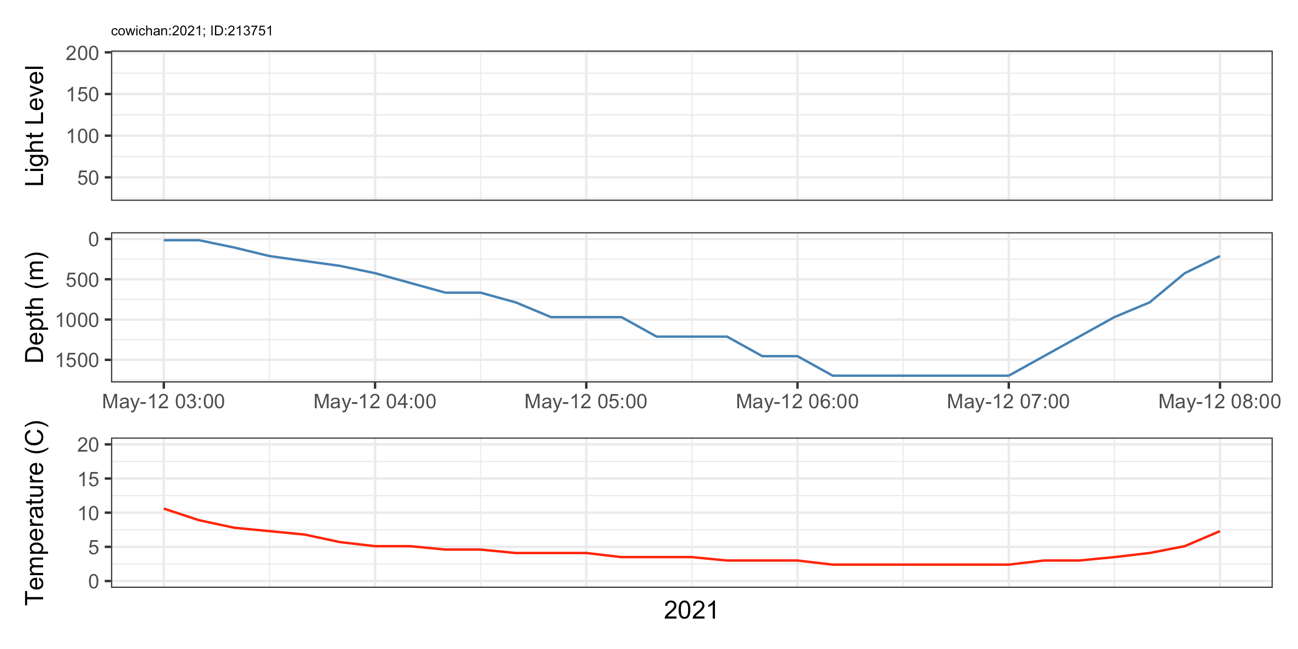 cowichan:2021; ID:213751
Light Level
200
150
100
50
Depth (m)
0
500
1000
1500
May-12 03:00 May-12 04:00 May-12 05:00 May-12 06:00 May-12 07:00 May-12 08:00
Temperature (C)
20
15
10
5
0
2021